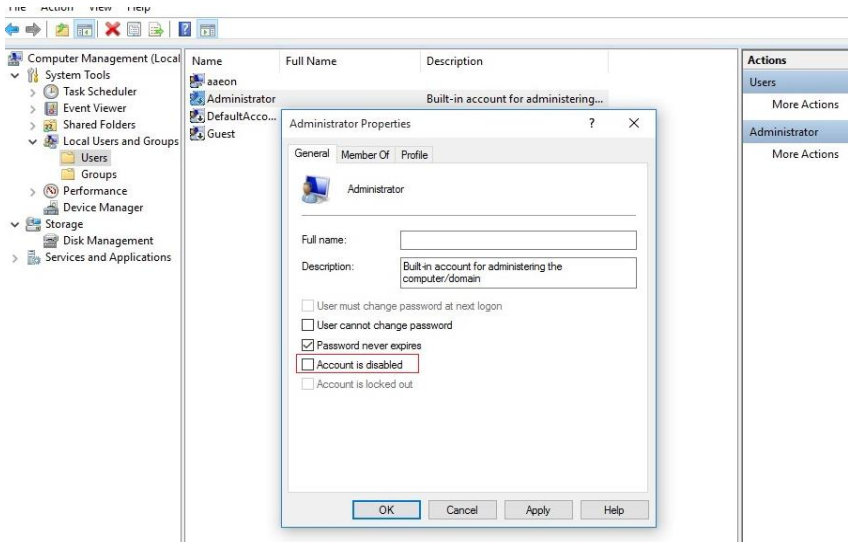 File Action View Help
Computer Management (Local
System Tools
Task Scheduler
Event Viewer
Shared Folders
Local Users and Groups
Users
Groups
Performance
Device Manager
Storage
Disk Management
Services and Applications
Name Full Name Description
aaeon
Administrator Built-in account for administering...
DefaultAcco...
Guest
Administrator Properties
General Member Of Profile
Administrator
Full name:
Description: Built-in account for administering the
computer/domain
User must change password at next logon
User cannot change password
Password never expires
Account is disabled
Account is locked out
OK Cancel Apply Help
Actions
Users
More Actions
Administrator
More Actions